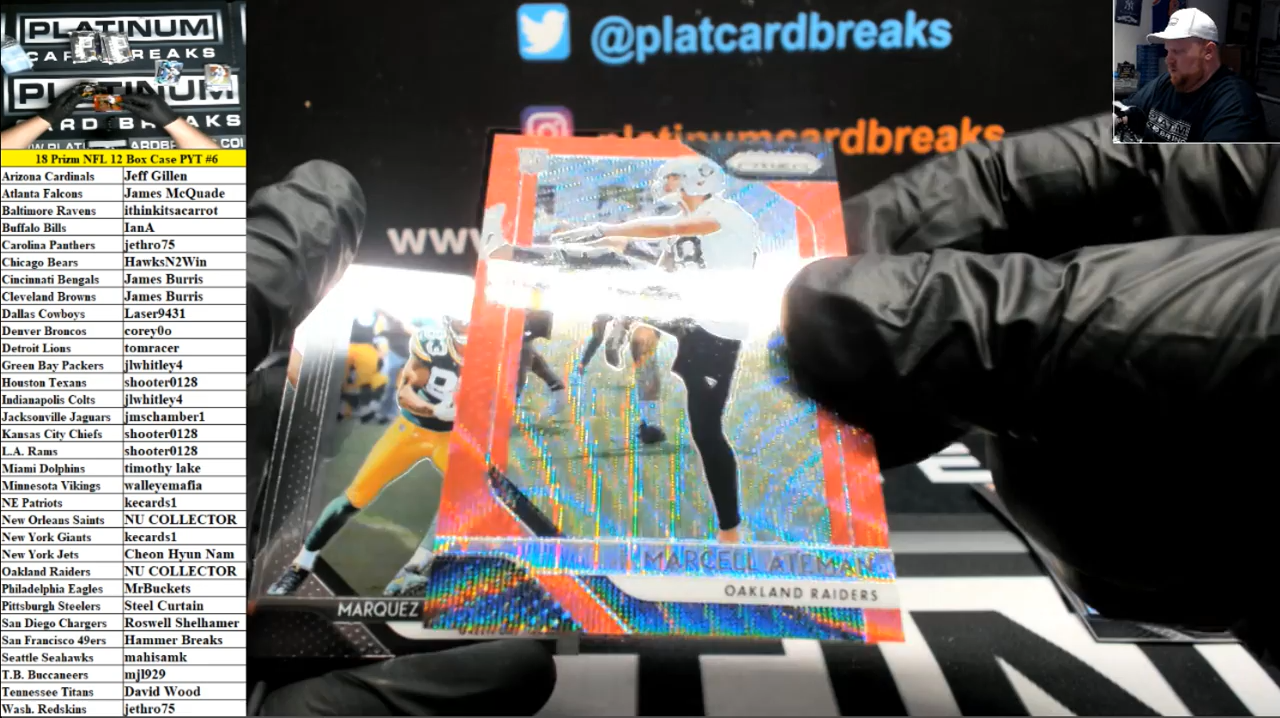 PLATINUM
CARD BREAKS
18 Prizm NFL 12 Box Case PYT #6
Arizona Cardinals Jeff Gillen
Atlanta Falcons James McQuade
Baltimore Ravens ithinkitsacarrot
Buffalo Bills IanA
Carolina Panthers jethro75
Chicago Bears HawksN2Win
Cincinnati Bengals James Burris
Cleveland Browns James Burris
Dallas Cowboys Laser9431
Denver Broncos corey0o
Detroit Lions tomracer
Green Bay Packers jlwhitley4
Houston Texans shooter0128
Indianapolis Colts jlwhitley4
Jacksonville Jaguars jmschamber1
Kansas City Chiefs shooter0128
L.A. Rams shooter0128
Miami Dolphins timothy lake
Minnesota Vikings walleyemafia
NE Patriots kecards1
New Orleans Saints NU COLLECTOR
New York Giants kecards1
New York Jets Cheon Hyun Nam
Oakland Raiders NU COLLECTOR
Philadelphia Eagles MrBuckets
Pittsburgh Steelers Steel Curtain
San Diego Chargers Roswell Shelhamer
San Francisco 49ers Hammer Breaks
Seattle Seahawks mahisamk
T.B. Buccaneers mjl929
Tennessee Titans David Wood
Wash. Redskins jethro75
@platcardbreaks
platinumcardbreaks
www
PRIZM
83
MARCELL ATEMAN
OAKLAND RAIDERS
MARQUEZ